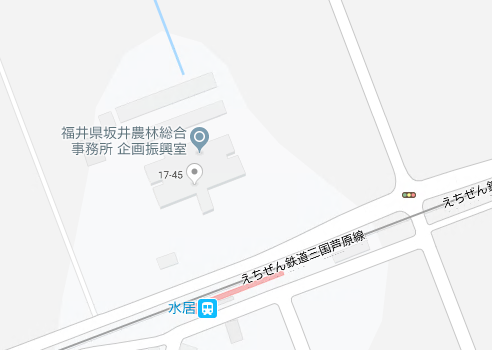 福井県坂井農林総合
事務所 企画振興室
17-45
えちぜん鉄
えちぜん鉄道三国芦原線
水居